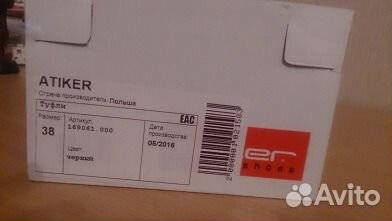 ATIKER
Страна производитель: Польша
Туфли
EAC
Размер:
38
Артикул:
169061.000
Дата производства:
05/2016
Цвет:
черный
er.
shoes
Avito